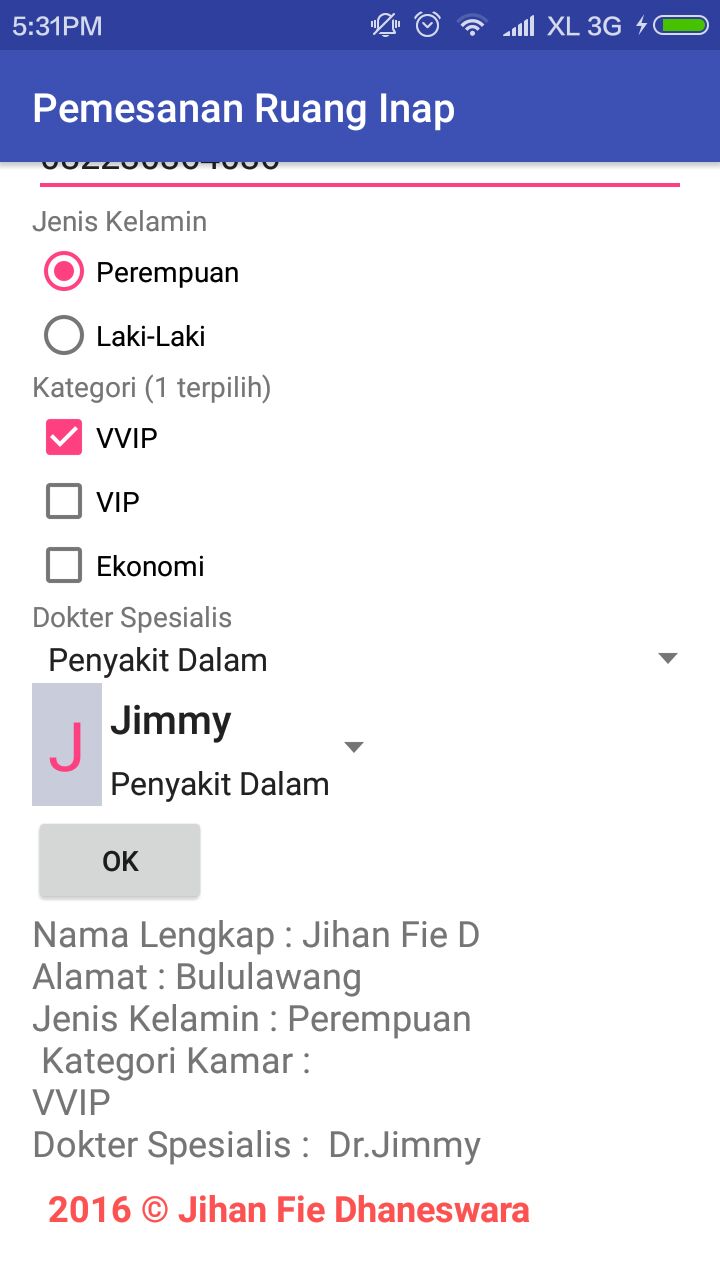 5:31PM XL 3G
Pemesanan Ruang Inap
Jenis Kelamin
Perempuan
Laki-Laki
Kategori (1 terpilih)
VVIP
VIP
Ekonomi
Dokter Spesialis
Penyakit Dalam
J
Jimmy
Penyakit Dalam
OK
Nama Lengkap : Jihan Fie D
Alamat : Bululawang
Jenis Kelamin : Perempuan
Kategori Kamar :
VVIP
Dokter Spesialis :  Dr.Jimmy
2016 © Jihan Fie Dhaneswara